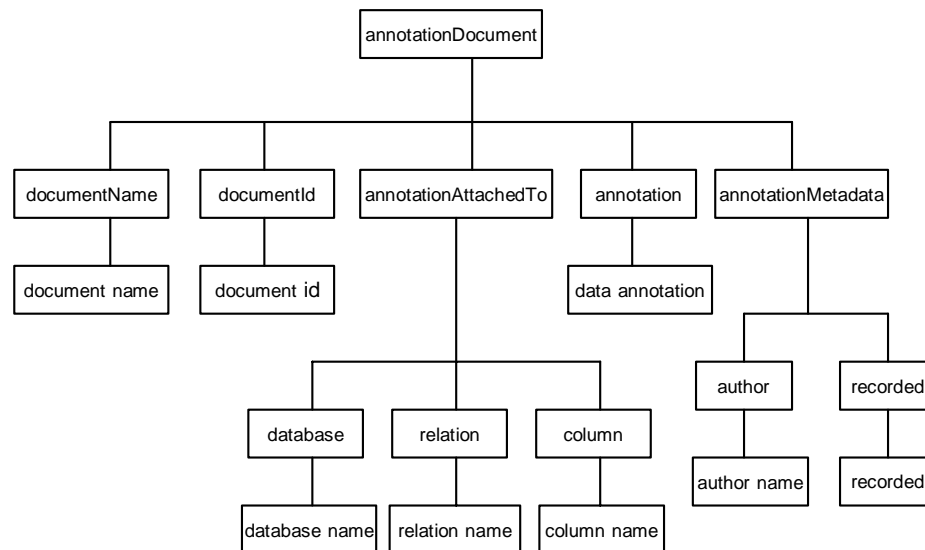 annotationDocument
documentName
documentId
annotationAttachedTo
annotation
annotationMetadata
document name
document id
data annotation
author
recorded
database
relation
column
author name
recorded
database name
relation name
column name